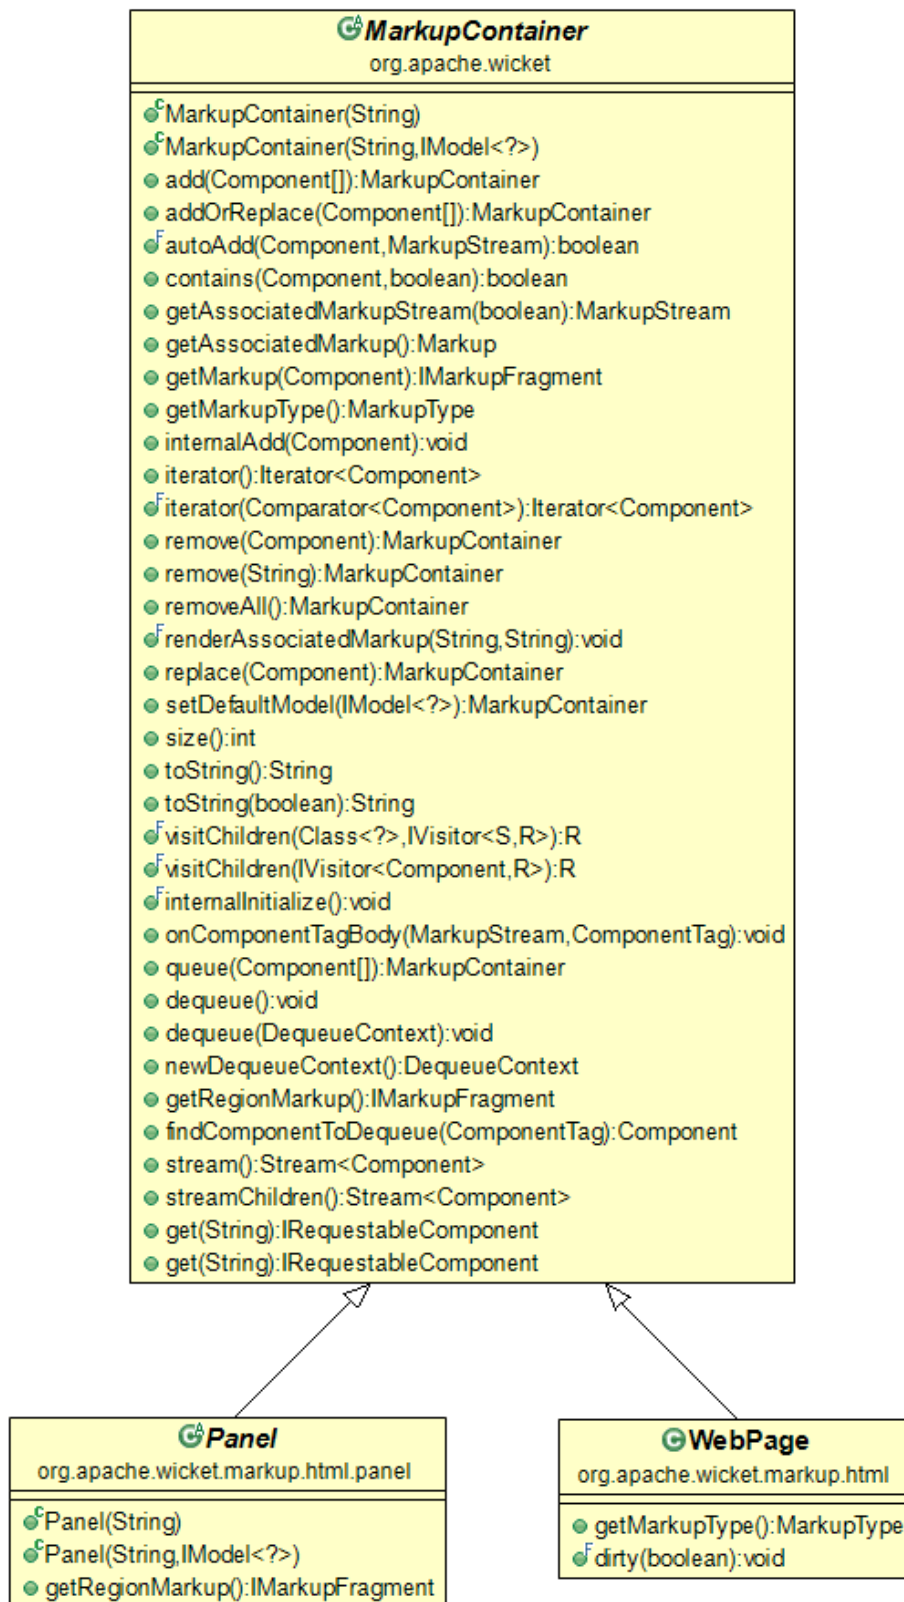 MarkupContainer
org.apache.wicket
MarkupContainer(String)
MarkupContainer(String,IModel<?>)
add(Component[]):MarkupContainer
addOrReplace(Component[]):MarkupContainer
autoAdd(Component,MarkupStream):boolean
contains(Component,boolean):boolean
getAssociatedMarkupStream(boolean):MarkupStream
getAssociatedMarkup():Markup
getMarkup(Component):IMarkupFragment
getMarkupType():MarkupType
internalAdd(Component):void
iterator():Iterator<Component>
iterator(Comparator<Component>):Iterator<Component>
remove(Component):MarkupContainer
remove(String):MarkupContainer
removeAll():MarkupContainer
renderAssociatedMarkup(String,String):void
replace(Component):MarkupContainer
setDefaultModel(IModel<?>):MarkupContainer
size():int
toString():String
toString(boolean):String
visitChildren(Class<?>,IVisitor<S,R>):R
visitChildren(IVisitor<Component,R>):R
internalInitialize():void
onComponentTagBody(MarkupStream,ComponentTag):void
queue(Component[]):MarkupContainer
dequeue():void
dequeue(DequeueContext):void
newDequeueContext():DequeueContext
getRegionMarkup():IMarkupFragment
findComponentToDequeue(ComponentTag):Component
stream():Stream<Component>
streamChildren():Stream<Component>
get(String):IRequestableComponent
get(String):IRequestableComponent
Panel
org.apache.wicket.markup.html.panel
Panel(String)
Panel(String,IModel<?>)
getRegionMarkup():IMarkupFragment
WebPage
org.apache.wicket.markup.html
getMarkupType():MarkupType
dirty(boolean):void